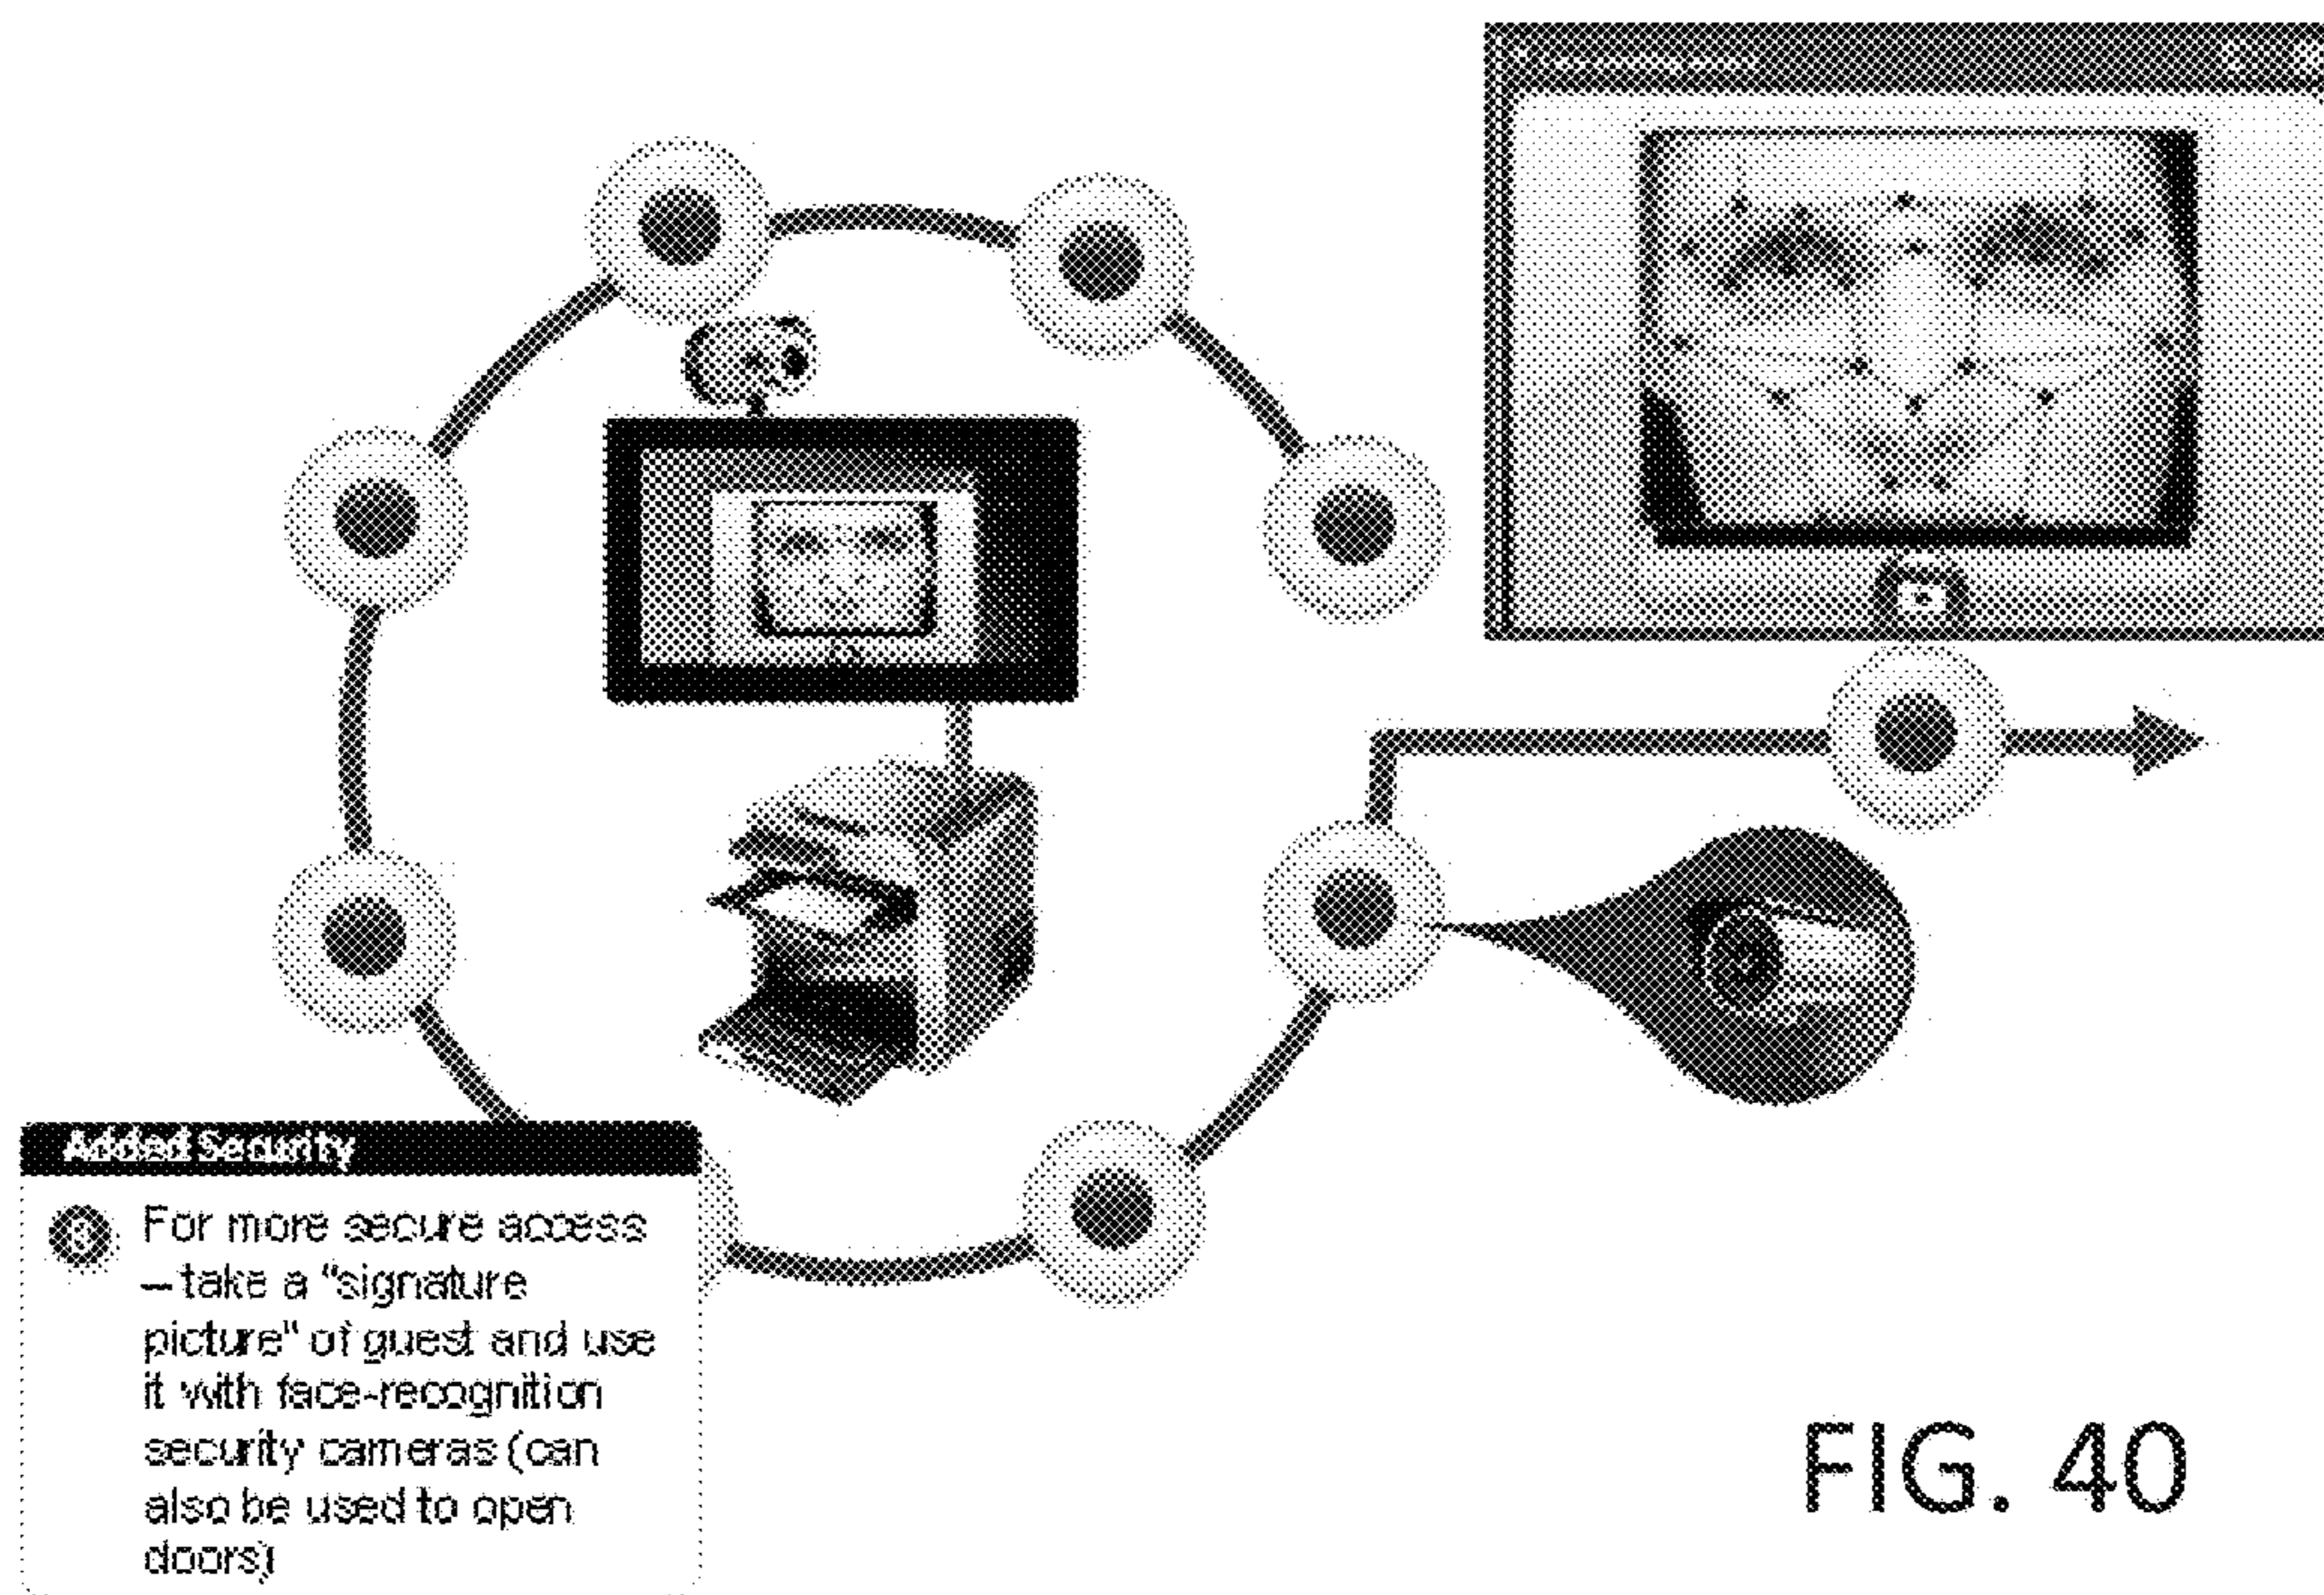 Added Security
For more secure access
– take a "signature
picture" of guest and use
it with face-recognition
security cameras (can
also be used to open
doors)
FIG. 40